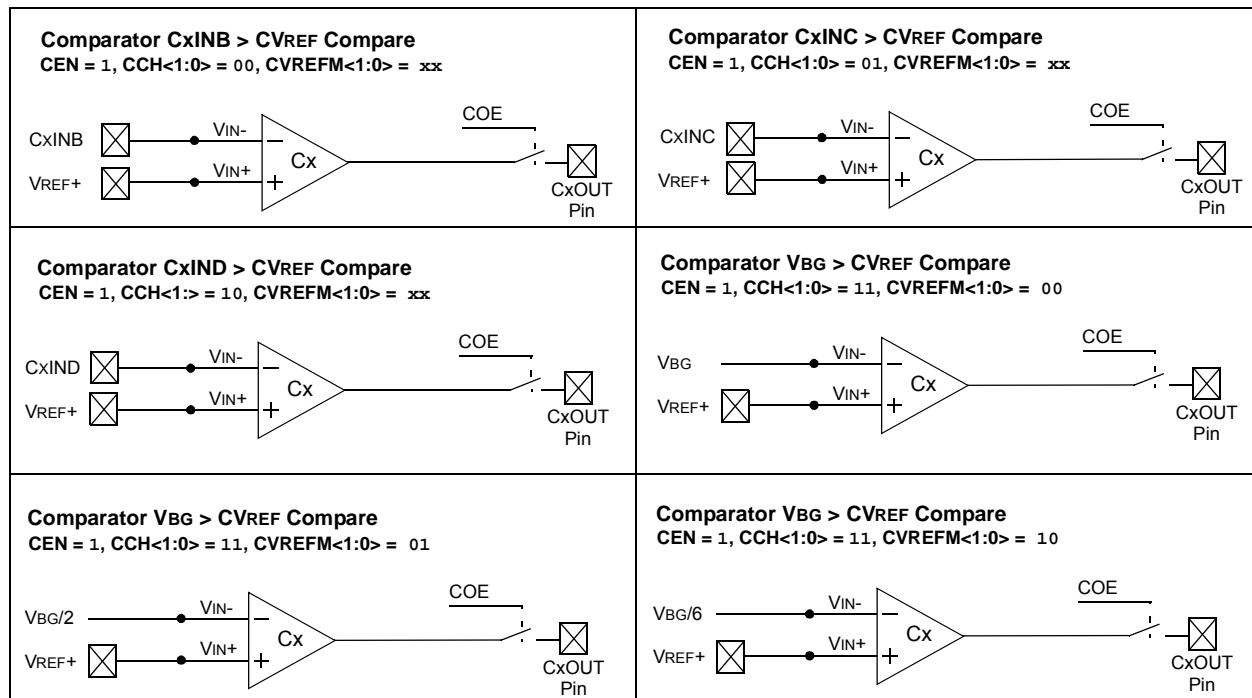 Comparator CxINB > CVREF Compare
CEN = 1, CCH<1:0> = 00, CVREFM<1:0> = xx
COE
CxINB
VIN-
VREF+
VIN+
Cx
CxOUT
Pin
Comparator CxINC > CVREF Compare
CEN = 1, CCH<1:0> = 01, CVREFM<1:0> = xx
COE
CxINC
VIN-
VREF+
VIN+
Cx
CxOUT
Pin
Comparator CxIND > CVREF Compare
CEN = 1, CCH<1:> = 10, CVREFM<1:0> = xx
COE
CxIND
VIN-
VREF+
VIN+
Cx
CxOUT
Pin
Comparator VBG > CVREF Compare
CEN = 1, CCH<1:0> = 11, CVREFM<1:0> = 00
COE
VBG
VIN-
VREF+
VIN+
Cx
CxOUT
Pin
Comparator VBG > CVREF Compare
CEN = 1, CCH<1:0> = 11, CVREFM<1:0> = 01
COE
VBG/2
VIN-
VREF+
VIN+
Cx
CxOUT
Pin
Comparator VBG > CVREF Compare
CEN = 1, CCH<1:0> = 11, CVREFM<1:0> = 10
COE
VBG/6
VIN-
VREF+
VIN+
Cx
CxOUT
Pin